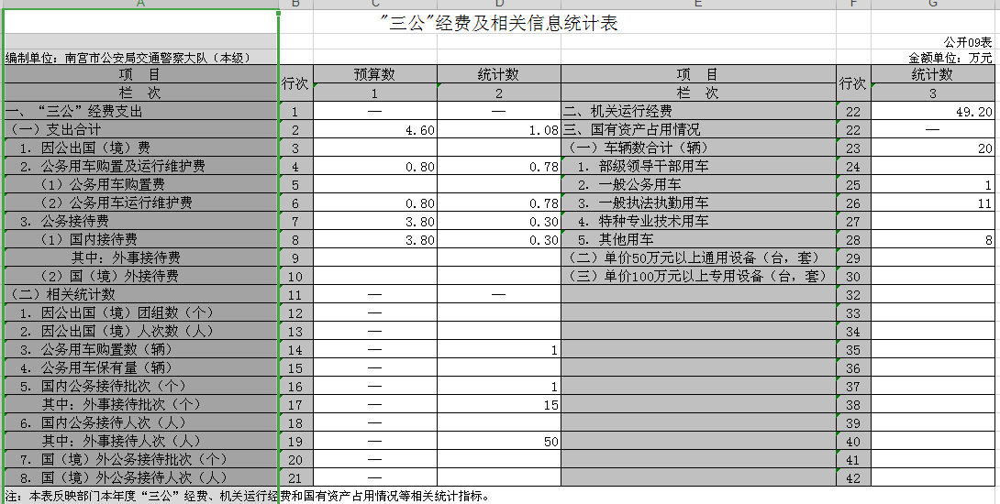 A B C D E F G
"三公"经费及相关信息统计表
公开09表
编制单位：南宫市公安局交通警察大队（本级） 金额单位：万元
项 目 行次 预算数 统计数 项 目 行次 统计数
栏 次 1 2 栏 次 3
一、“三公”经费支出 1 — — 二、机关运行经费 22 49.20
（一）支出合计 2 4.60 1.08 三、国有资产占用情况 22 —
1．因公出国（境）费 3 （一）车辆数合计（辆） 23 20
2．公务用车购置及运行维护费 4 0.80 0.78 1．部级领导干部用车 24
（1）公务用车购置费 5 2．一般公务用车 25 1
（2）公务用车运行维护费 6 0.80 0.78 3．一般执法执勤用车 26 11
3．公务接待费 7 3.80 0.30 4．特种专业技术用车 27
（1）国内接待费 8 3.80 0.30 5．其他用车 28 8
其中：外事接待费 9 （二）单价50万元以上通用设备（台，套） 29
（2）国（境）外接待费 10 （三）单价100万元以上专用设备（台，套） 30
（二）相关统计数 11 — — 32
1．因公出国（境）团组数（个） 12 — 33
2．因公出国（境）人次数（人） 13 — 34
3．公务用车购置数（辆） 14 — 1 35
4．公务用车保有量（辆） 15 — 36
5．国内公务接待批次（个） 16 — 1 37
其中：外事接待批次（个） 17 — 15 38
6．国内公务接待人次（人） 18 — 39
其中：外事接待人次（人） 19 — 50 40
7．国（境）外公务接待批次（个） 20 — 41
8．国（境）外公务接待人次（人） 21 — 42
注：本表反映部门本年度“三公”经费、机关运行经费和国有资产占用情况等相关统计指标。